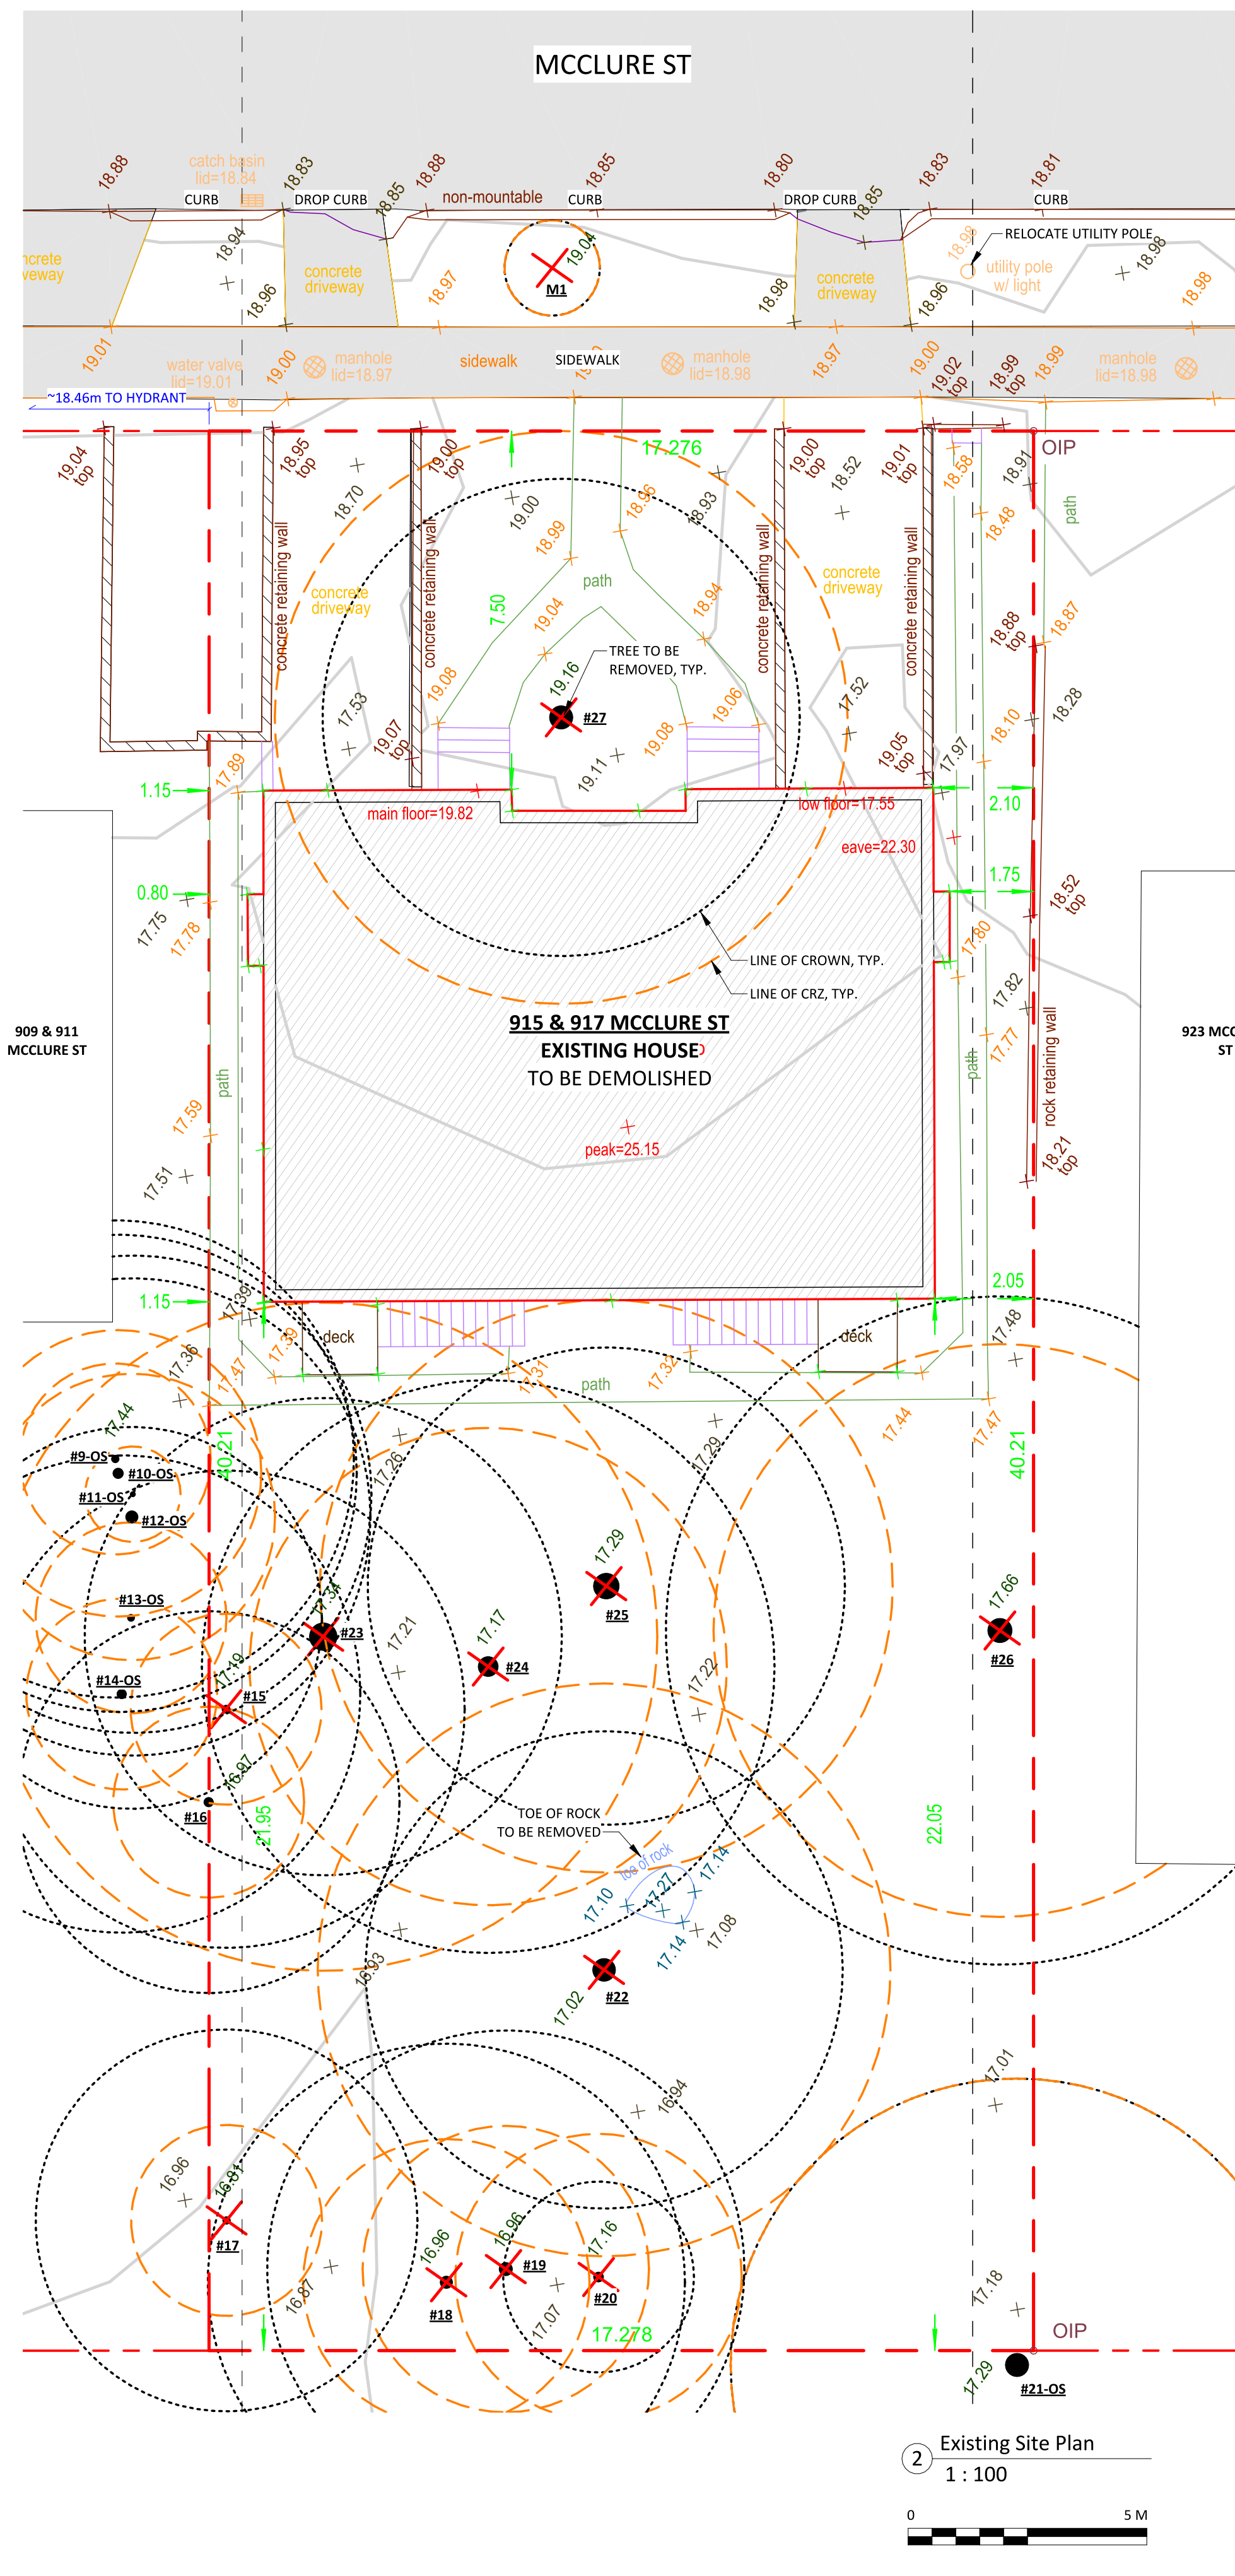 MCCLURE ST
18.88
catch basin
lid=18.84
18.83
18.85
18.88
non-mountable
18.85
18.80
18.85
18.83
18.81
CURB
DROP CURB
CURB
DROP CURB
CURB
18.94
19.04
18.98
RELOCATE UTILITY POLE
18.98
concrete
driveway
M1
concrete
driveway
utility pole
w/ light
18.96
18.97
18.98
18.96
18.98
19.01
water valve
lid=19.01
19.00
manhole
lid=18.97
sidewalk
SIDEWALK
manhole
lid=18.98
18.97
19.00
19.02
top
18.99
top
18.99
manhole
lid=18.98
~18.46m TO HYDRANT
17.276
OIP
19.04
top
18.95
top
18.70
19.00
top
19.00
18.99
18.96
18.93
19.00
top
18.52
19.01
top
18.58
18.91
18.48
path
concrete retaining wall
concrete
driveway
concrete retaining wall
7.50
path
19.04
18.94
concrete retaining wall
concrete
driveway
concrete retaining wall
18.88
top
18.87
TREE TO BE
REMOVED, TYP.
19.16
19.08
#27
19.08
19.06
17.53
19.07
top
19.11
17.52
19.05
top
17.97
18.10
18.28
17.89
1.15
main floor=19.82
low floor=17.55
2.10
eave=22.30
1.75
0.80
17.75
17.78
18.52
top
17.80
LINE OF CROWN, TYP.
LINE OF CRZ, TYP.
17.82
17.77
909 & 911
MCCLURE ST
915 & 917 MCCLURE ST
EXISTING HOUSE
TO BE DEMOLISHED
923 MCC
ST
path
path
rock retaining wall
17.59
peak=25.15
17.51
18.21
top
1.15
17.39
2.05
17.36
17.47
17.39
deck
17.31
17.32
deck
17.48
path
17.44
17.47
17.44
40.21
17.26
17.29
40.21
#9-OS
#10-OS
#11-OS
#12-OS
17.29
#13-OS
17.34
#23
17.21
17.17
#25
17.66
#24
#26
#14-OS
17.19
#15
17.22
16.97
#16
21.95
TOE OF ROCK
TO BE REMOVED
22.05
toe of rock
17.10
17.27
17.14
17.14
17.08
16.93
17.02
#22
16.94
17.01
16.96
16.81
#17
16.87
16.96
#18
16.96
#19
17.16
#20
17.07
17.278
17.18
OIP
17.29
#21-OS
2
Existing Site Plan
1 : 100
0
5 M